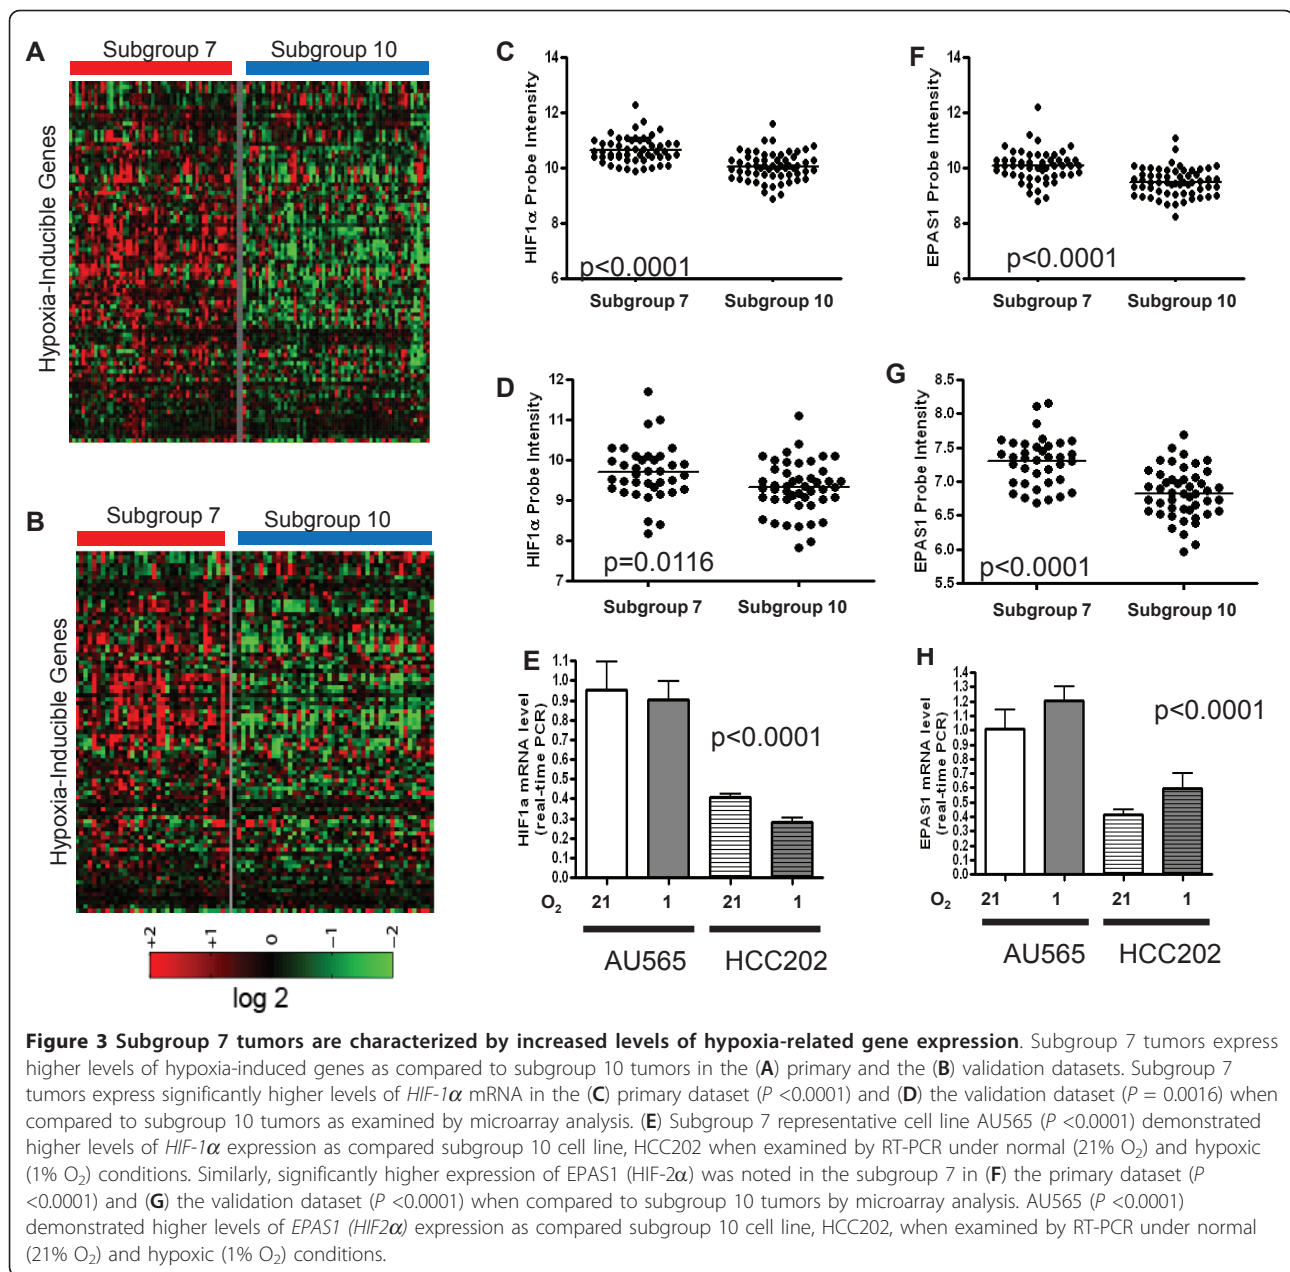 A
Subgroup 7
Subgroup 10
Hypoxia-Inducible Genes
B
Subgroup 7
Subgroup 10
Hypoxia-Inducible Genes
+2
+1
0
−1
−2
log 2
C
HIF1α Probe Intensity
14
12
10
8
6
p<0.0001
Subgroup 7
Subgroup 10
D
HIF1α Probe Intensity
12
11
10
9
8
7
p=0.0116
Subgroup 7
Subgroup 10
E
HIF1a mRNA level
(real-time PCR)
1.1
1.0
0.9
0.8
0.7
0.6
0.5
0.4
0.3
0.2
0.1
0.0
p<0.0001
O₂
21
1
21
1
AU565
HCC202
F
EPAS1 Probe Intensity
14
12
10
8
6
p<0.0001
Subgroup 7
Subgroup 10
G
EPAS1 Probe Intensity
8.5
8.0
7.5
7.0
6.5
6.0
5.5
p<0.0001
Subgroup 7
Subgroup 10
H
EPAS1 mRNA level
(real-time PCR)
1.4
1.3
1.2
1.1
1.0
0.9
0.8
0.7
0.6
0.5
0.4
0.3
0.2
0.1
0.0
p<0.0001
O₂
21
1
21
1
AU565
HCC202
Figure 3 Subgroup 7 tumors are characterized by increased levels of hypoxia-related gene expression. Subgroup 7 tumors express
higher levels of hypoxia-induced genes as compared to subgroup 10 tumors in the (A) primary and the (B) validation datasets. Subgroup 7
tumors express significantly higher levels of HIF-1α mRNA in the (C) primary dataset (P <0.0001) and (D) the validation dataset (P = 0.0016) when
compared to subgroup 10 tumors as examined by microarray analysis. (E) Subgroup 7 representative cell line AU565 (P <0.0001) demonstrated
higher levels of HIF-1α expression as compared subgroup 10 cell line, HCC202 when examined by RT-PCR under normal (21% O₂) and hypoxic
(1% O₂) conditions. Similarly, significantly higher expression of EPAS1 (HIF-2α) was noted in the subgroup 7 in (F) the primary dataset (P
<0.0001) and (G) the validation dataset (P <0.0001) when compared to subgroup 10 tumors by microarray analysis. AU565 (P <0.0001)
demonstrated higher levels of EPAS1 (HIF2α) expression as compared subgroup 10 cell line, HCC202, when examined by RT-PCR under normal
(21% O₂) and hypoxic (1% O₂) conditions.